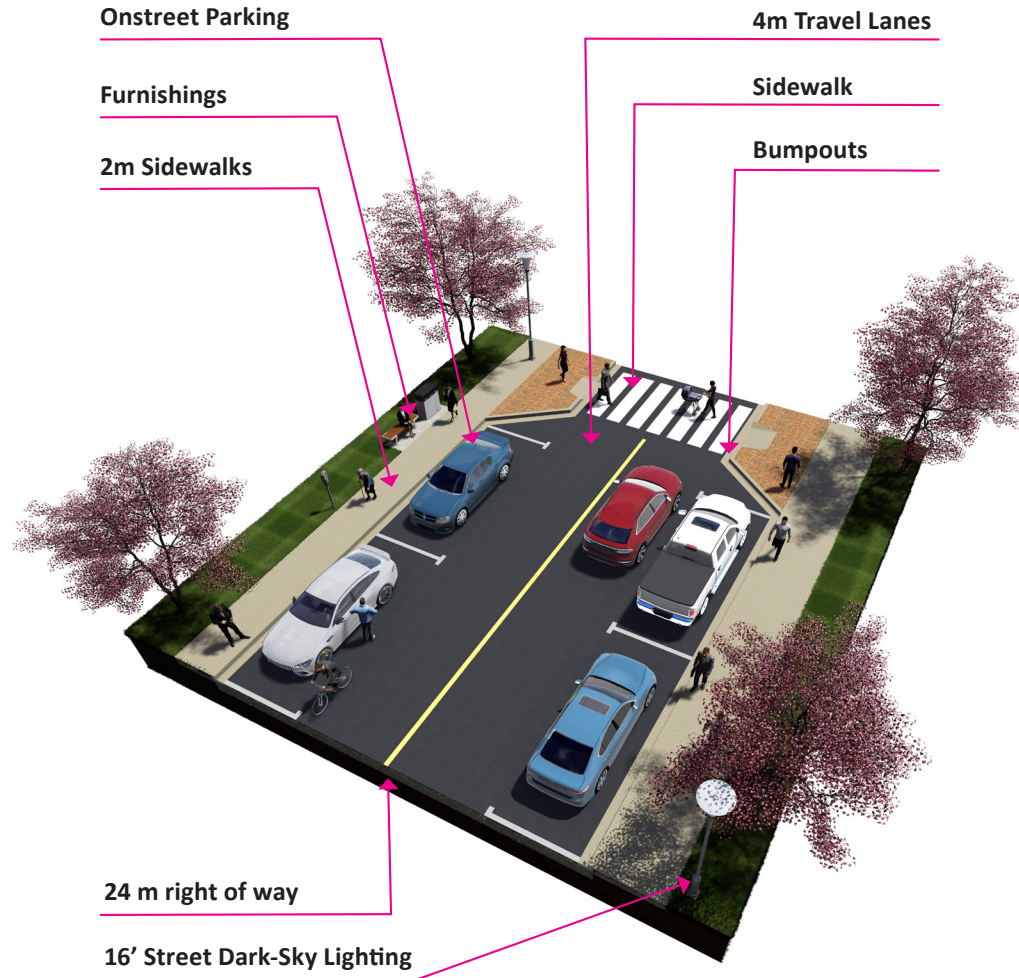 Onstreet Parking
4m Travel Lanes
Furnishings
Sidewalk
2m Sidewalks
Bumpouts
24 m right of way
16’ Street Dark-Sky Lighting